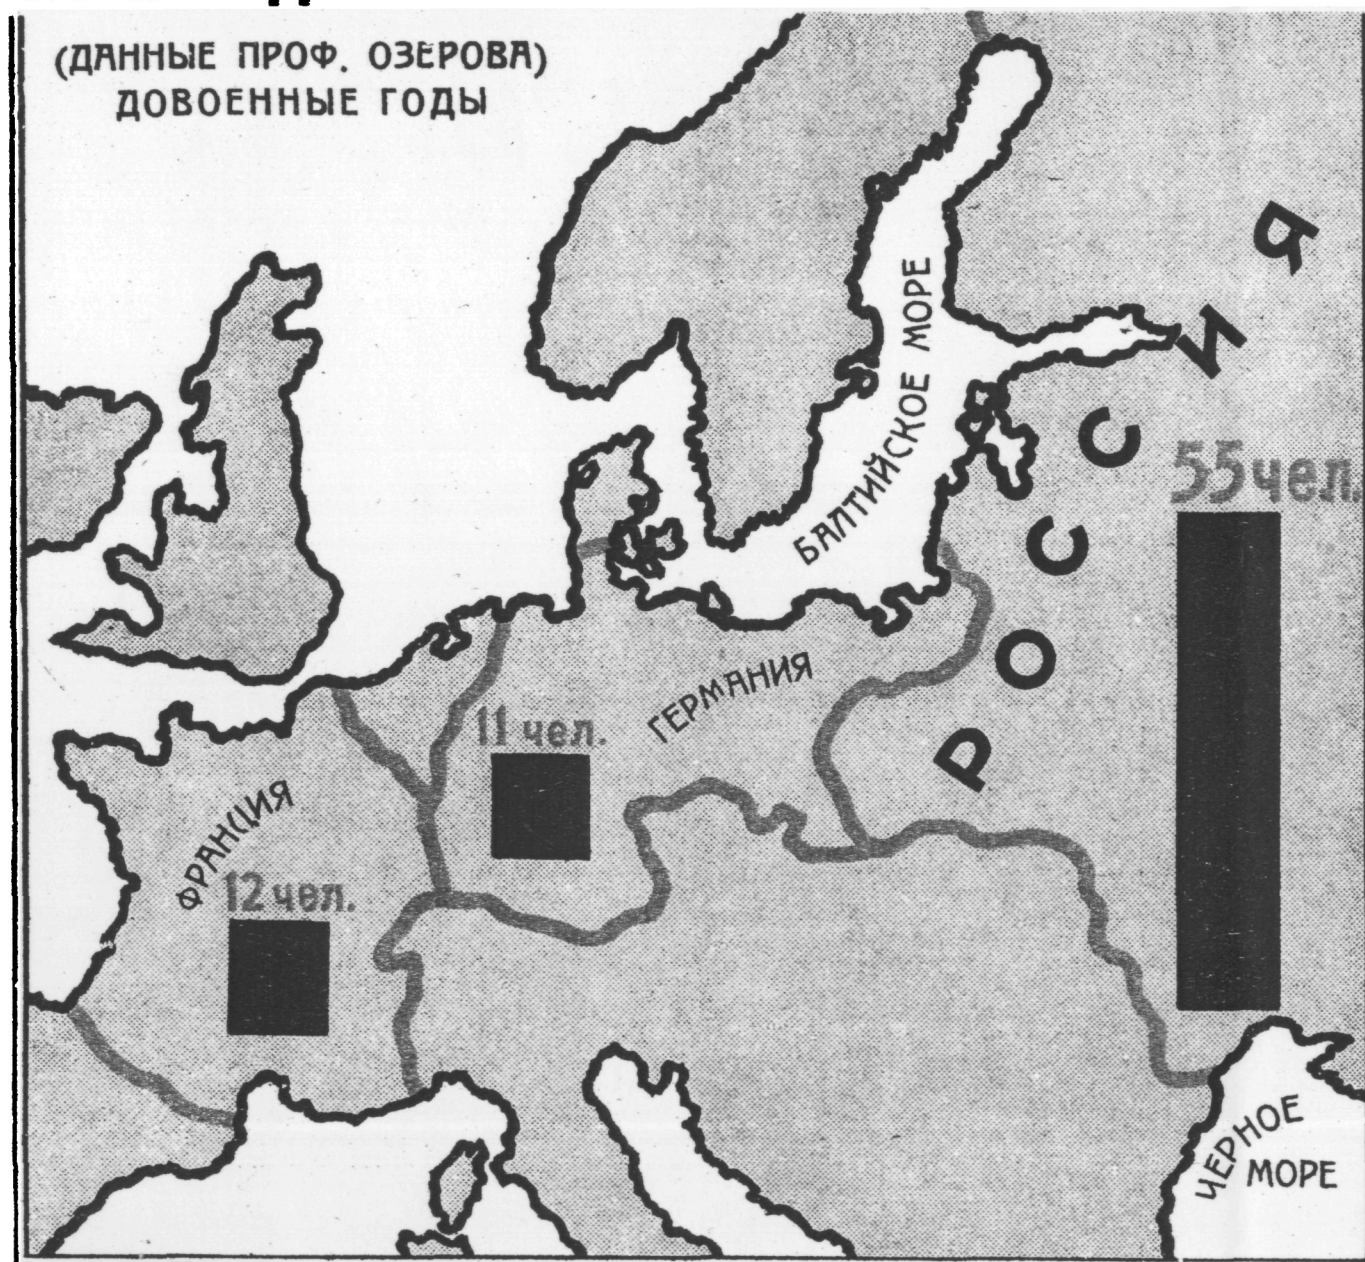 (ДАННЫЕ ПРОФ. ОЗЕРОВА)
ДОВОЕННЫЕ ГОДЫ
БАЛТИЙСКОЕ МОРЕ
РОССИЯ
55 чел.
ГЕРМАНИЯ
11 чел.
ФРАНЦИЯ
12 чел.
ЧЕРНОЕ
МОРЕ